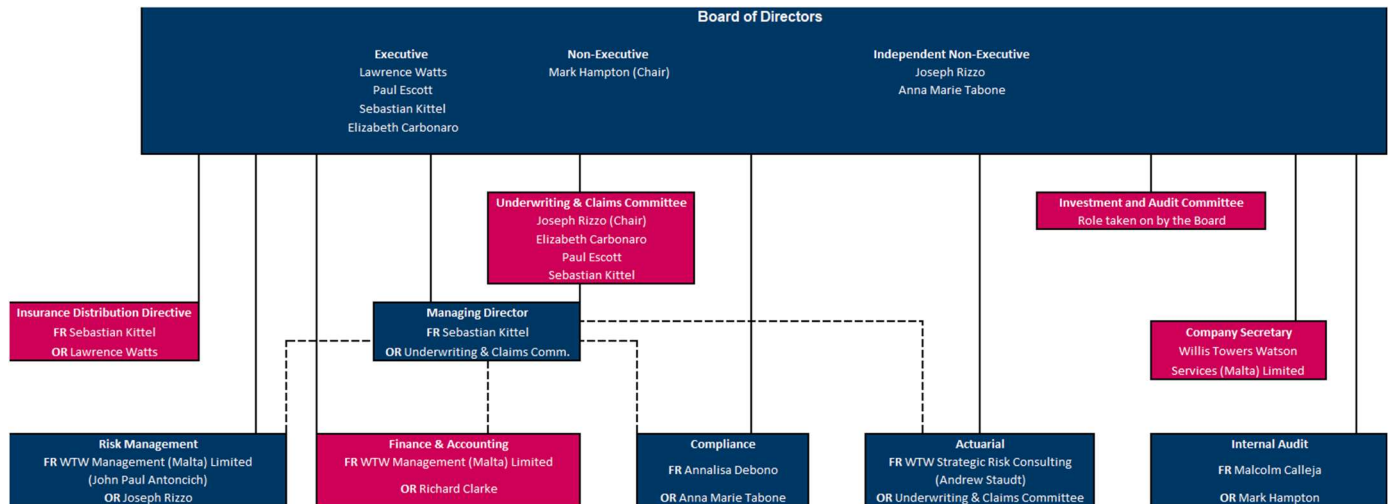 Board of Directors
Executive
Lawrence Watts
Paul Escott
Sebastian Kittel
Elizabeth Carbonaro
Non-Executive
Mark Hampton (Chair)
Independent Non-Executive
Joseph Rizzo
Anna Marie Tabone
Underwriting & Claims Committee
Joseph Rizzo (Chair)
Elizabeth Carbonaro
Paul Escott
Sebastian Kittel
Investment and Audit Committee
Role taken on by the Board
Insurance Distribution Directive
FR Sebastian Kittel
OR Lawrence Watts
Managing Director
FR Sebastian Kittel
OR Underwriting & Claims Comm.
Company Secretary
Willis Towers Watson
Services (Malta) Limited
Risk Management
FR WTW Management (Malta) Limited
(John Paul Antoncich)
OR Joseph Rizzo
Finance & Accounting
FR WTW Management (Malta) Limited
OR Richard Clarke
Compliance
FR Annalisa Debono
OR Anna Marie Tabone
Actuarial
FR WTW Strategic Risk Consulting
(Andrew Staudt)
OR Underwriting & Claims Committee
Internal Audit
FR Malcolm Calleja
OR Mark Hampton